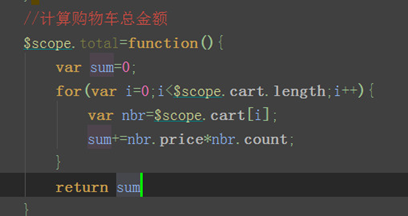 //计算购物车总金额
$scope.total=function(){
var sum=0;
for(var i=0;i<$scope.cart.length;i++){
var nbr=$scope.cart[i];
sum+=nbr.price*nbr.count;
}
return sum
}